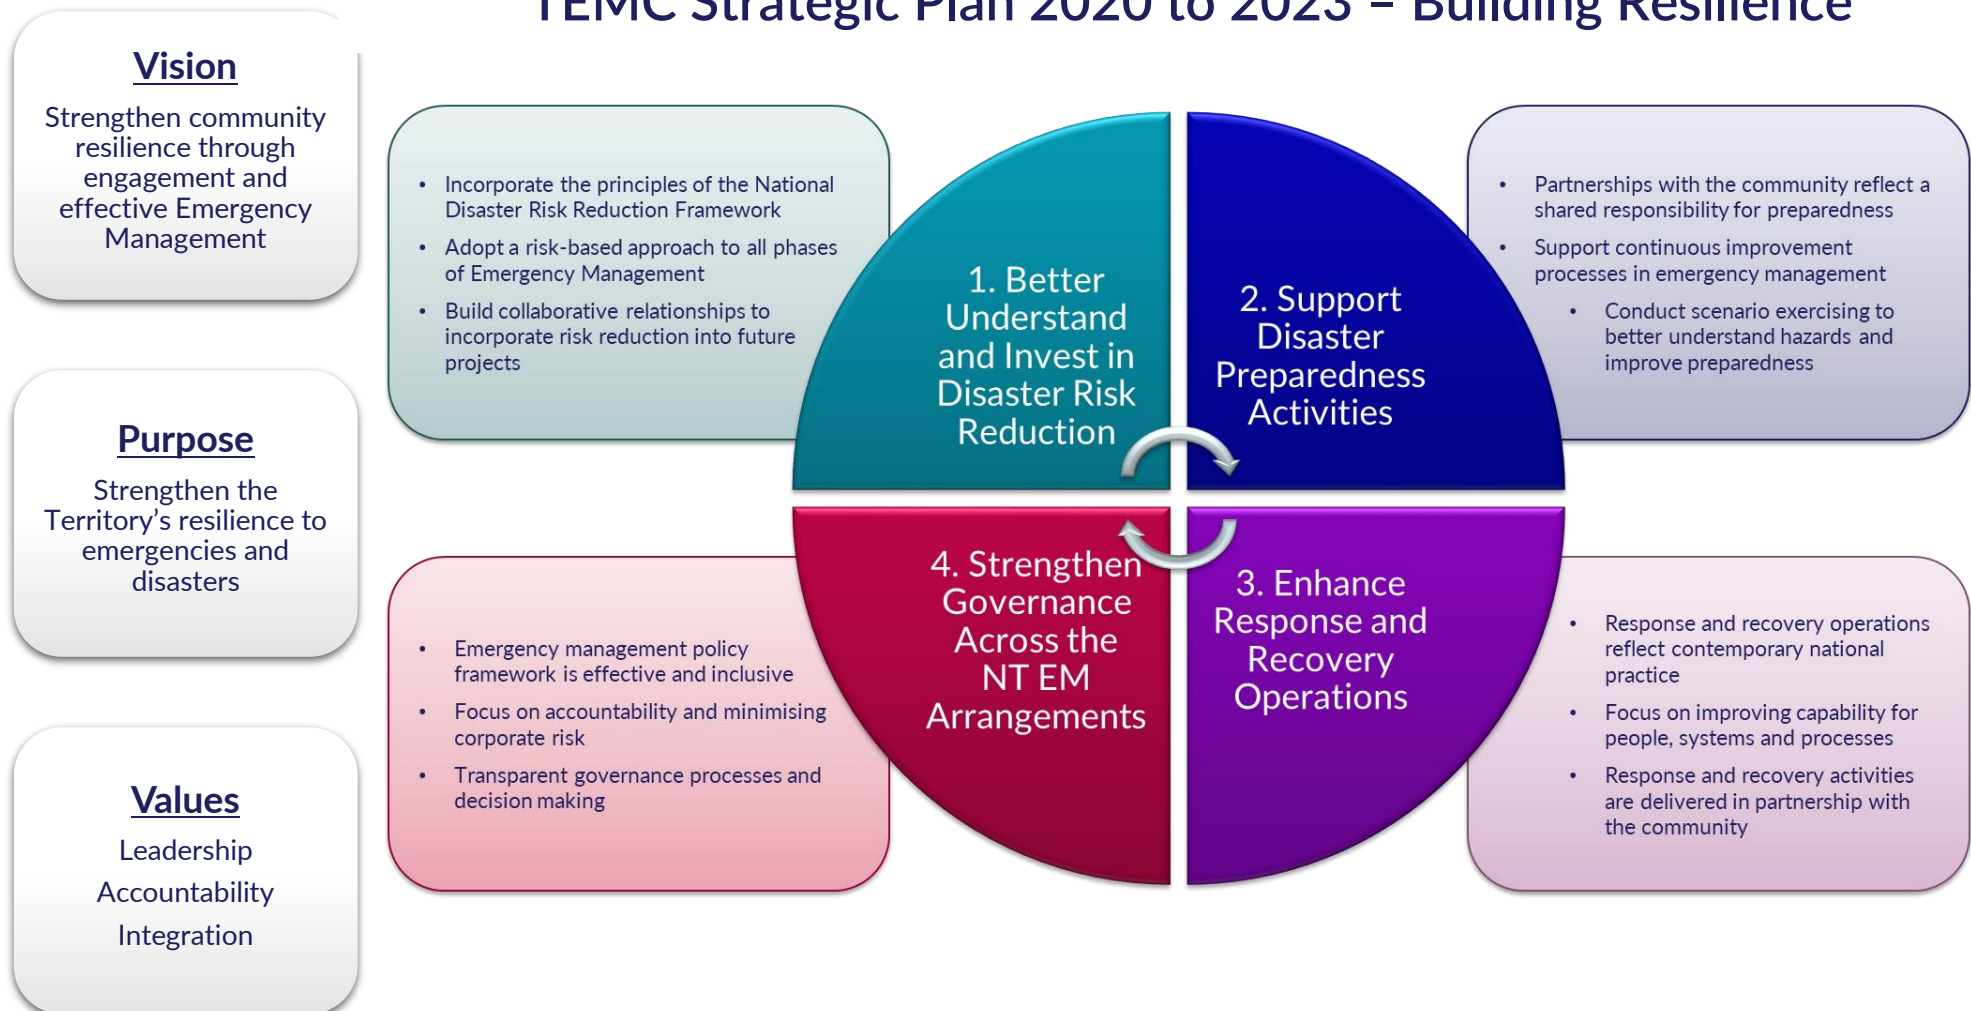 TEMC Strategic Plan 2020 to 2023 – Building Resilience
Vision
Strengthen community
resilience through
engagement and
effective Emergency
Management
Purpose
Strengthen the
Territory’s resilience to
emergencies and
disasters
Values
Leadership
Accountability
Integration
• Incorporate the principles of the National
Disaster Risk Reduction Framework
• Adopt a risk-based approach to all phases
of Emergency Management
• Build collaborative relationships to
incorporate risk reduction into future
projects
1. Better
Understand
and Invest in
Disaster Risk
Reduction
2. Support
Disaster
Preparedness
Activities
• Partnerships with the community reflect a
shared responsibility for preparedness
• Support continuous improvement
processes in emergency management
• Conduct scenario exercising to
better understand hazards and
improve preparedness
• Emergency management policy
framework is effective and inclusive
• Focus on accountability and minimising
corporate risk
• Transparent governance processes and
decision making
4. Strengthen
Governance
Across the
NT EM
Arrangements
3. Enhance
Response and
Recovery
Operations
• Response and recovery operations
reflect contemporary national
practice
• Focus on improving capability for
people, systems and processes
• Response and recovery activities
are delivered in partnership with
the community